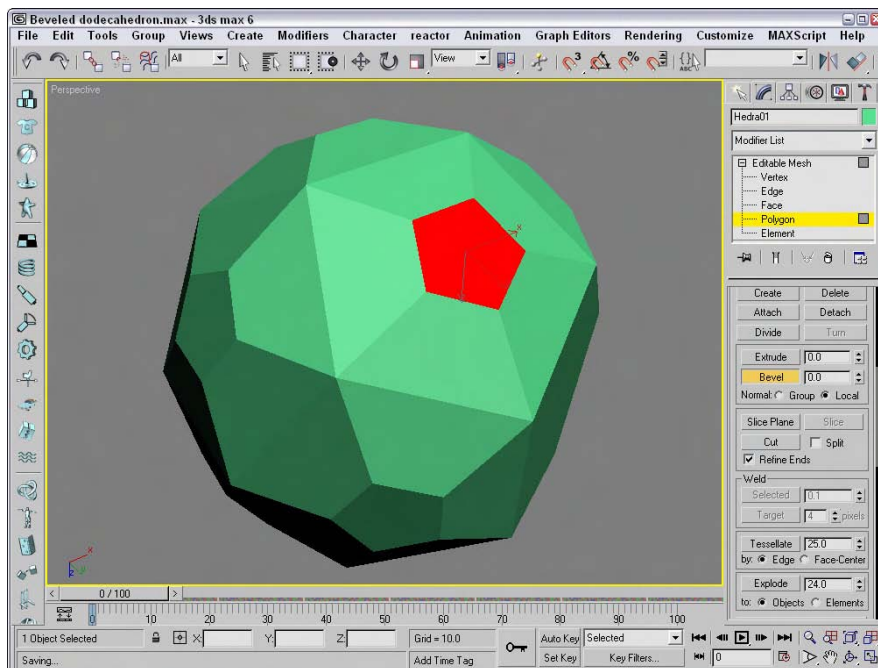 Beveled dodecahedron.max - 3ds max 6
File Edit Tools Group Views Create Modifiers Character reactor Animation Graph Editors Rendering Customize MAXScript Help
All
View
3
%
ABC
Perspective
x
Hedra01
Modifier List
Editable Mesh
Vertex
Edge
Face
Polygon
Element
Create Delete
Attach Detach
Divide Turn
Extrude 0.0
Bevel 0.0
Normal: Group Local
Slice Plane Slice
Cut Split
Refine Ends
Weld
Selected 0.1
Target 4 pixels
Tessellate 25.0
by: Edge Face-Center
Explode 24.0
to: Objects Elements
x
z
< 0 / 100 >
0 10 20 30 40 50 60 70 80 90 100
1 Object Selected X: Y: Z: Grid = 10.0 Auto Key Selected
Saving... Add Time Tag Set Key Key Filters... 0